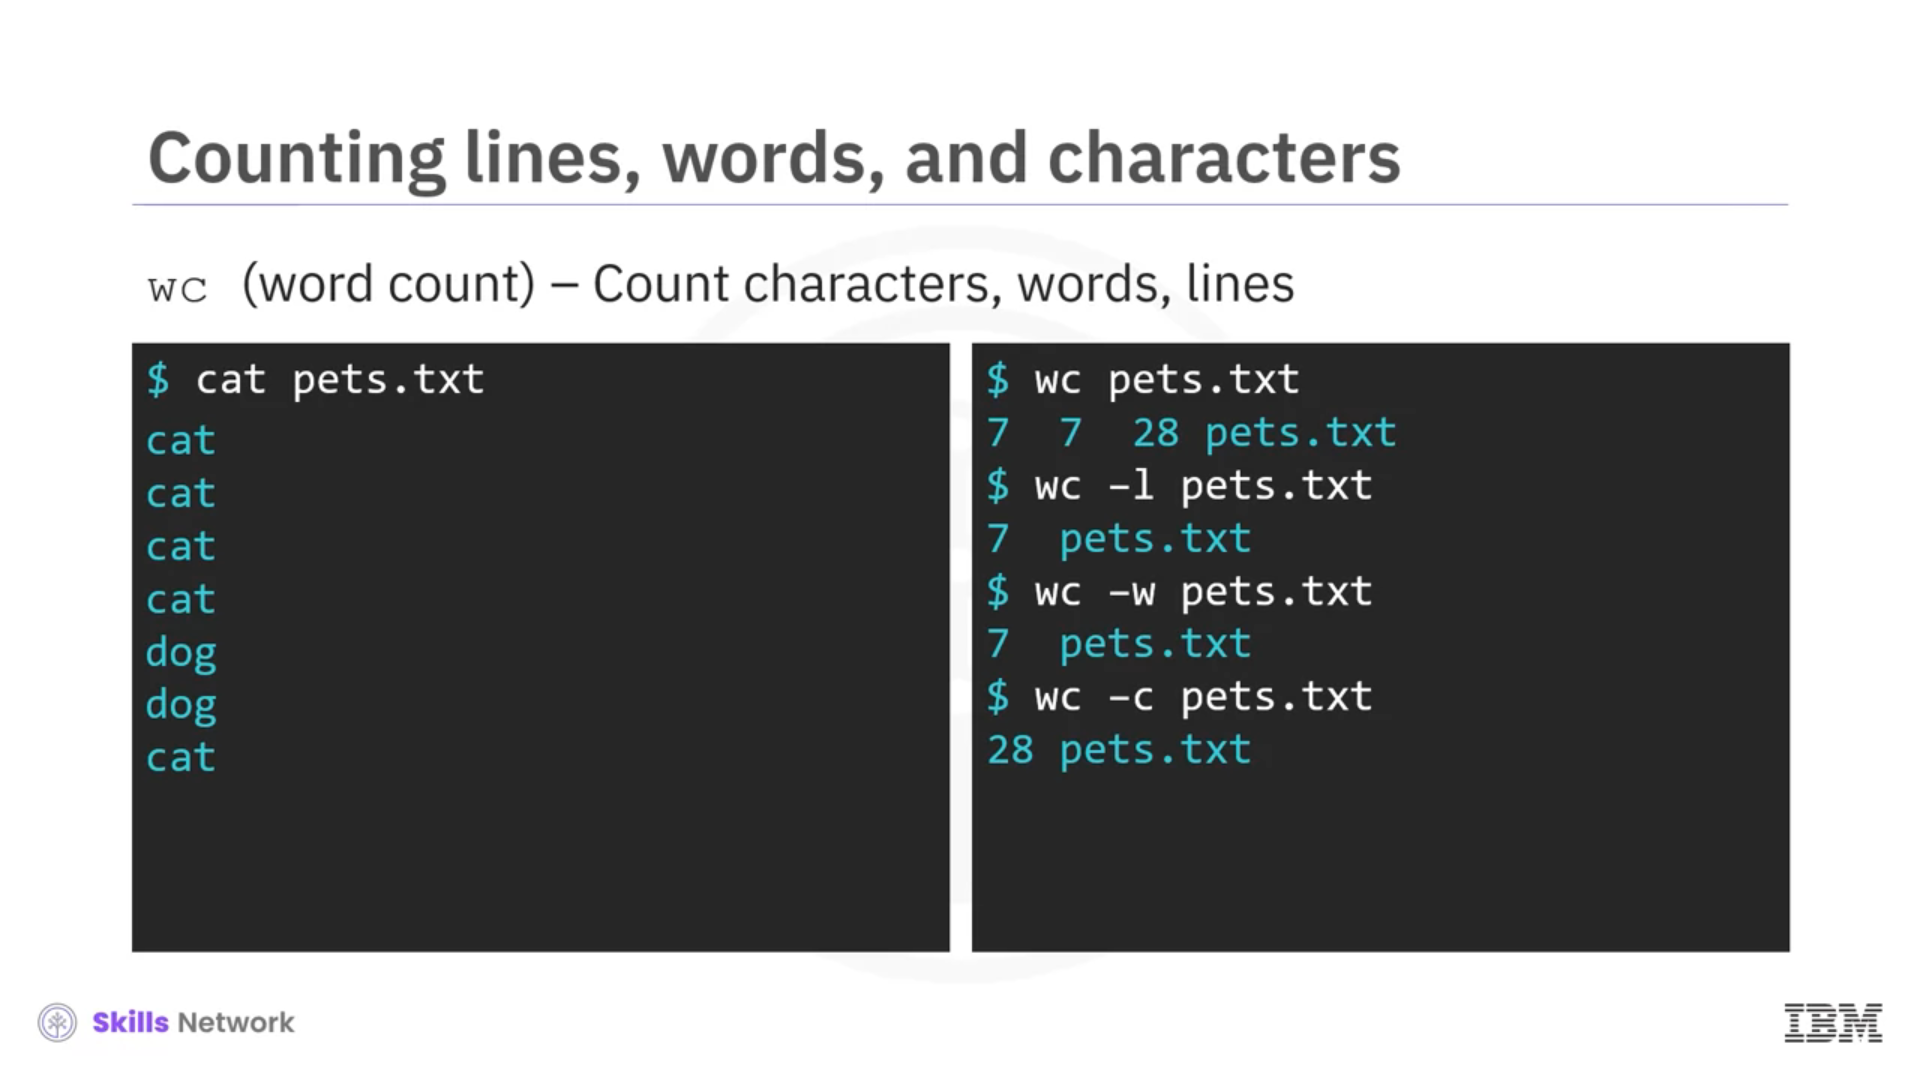 Counting lines, words, and characters
wc (word count) – Count characters, words, lines
$ cat pets.txt
cat
cat
cat
cat
dog
dog
cat
$ wc pets.txt
7  7  28 pets.txt
$ wc –l pets.txt
7  pets.txt
$ wc –w pets.txt
7  pets.txt
$ wc –c pets.txt
28 pets.txt
Skills Network
IBM